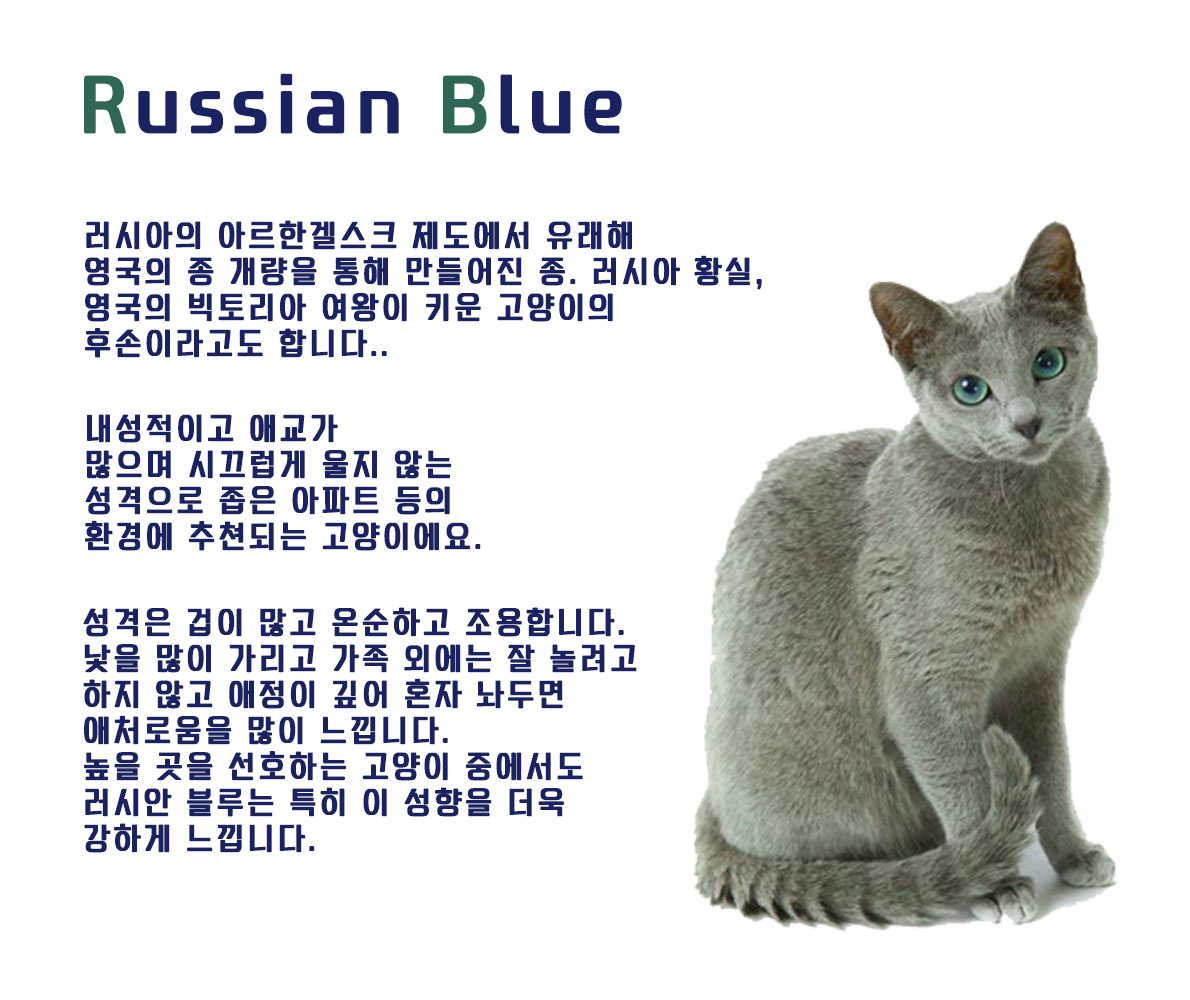 Russian Blue
러시아의 아르한겔스크 제도에서 유래해
영국의 종 개량을 통해 만들어진 종. 러시아 황실,
영국의 빅토리아 여왕이 키운 고양이의
후손이라고도 합니다..
내성적이고 애교가
많으며 시끄럽게 울지 않는
성격으로 좁은 아파트 등의
환경에 추쳔되는 고양이에요.
성격은 겁이 많고 온순하고 조용합니다.
낯을 많이 가리고 가족 외에는 잘 놀려고
하지 않고 애정이 깊어 혼자 놔두면
애처로움을 많이 느낍니다.
높을 곳을 선호하는 고양이 중에서도
러시안 블루는 특히 이 성향을 더욱
강하게 느낍니다.